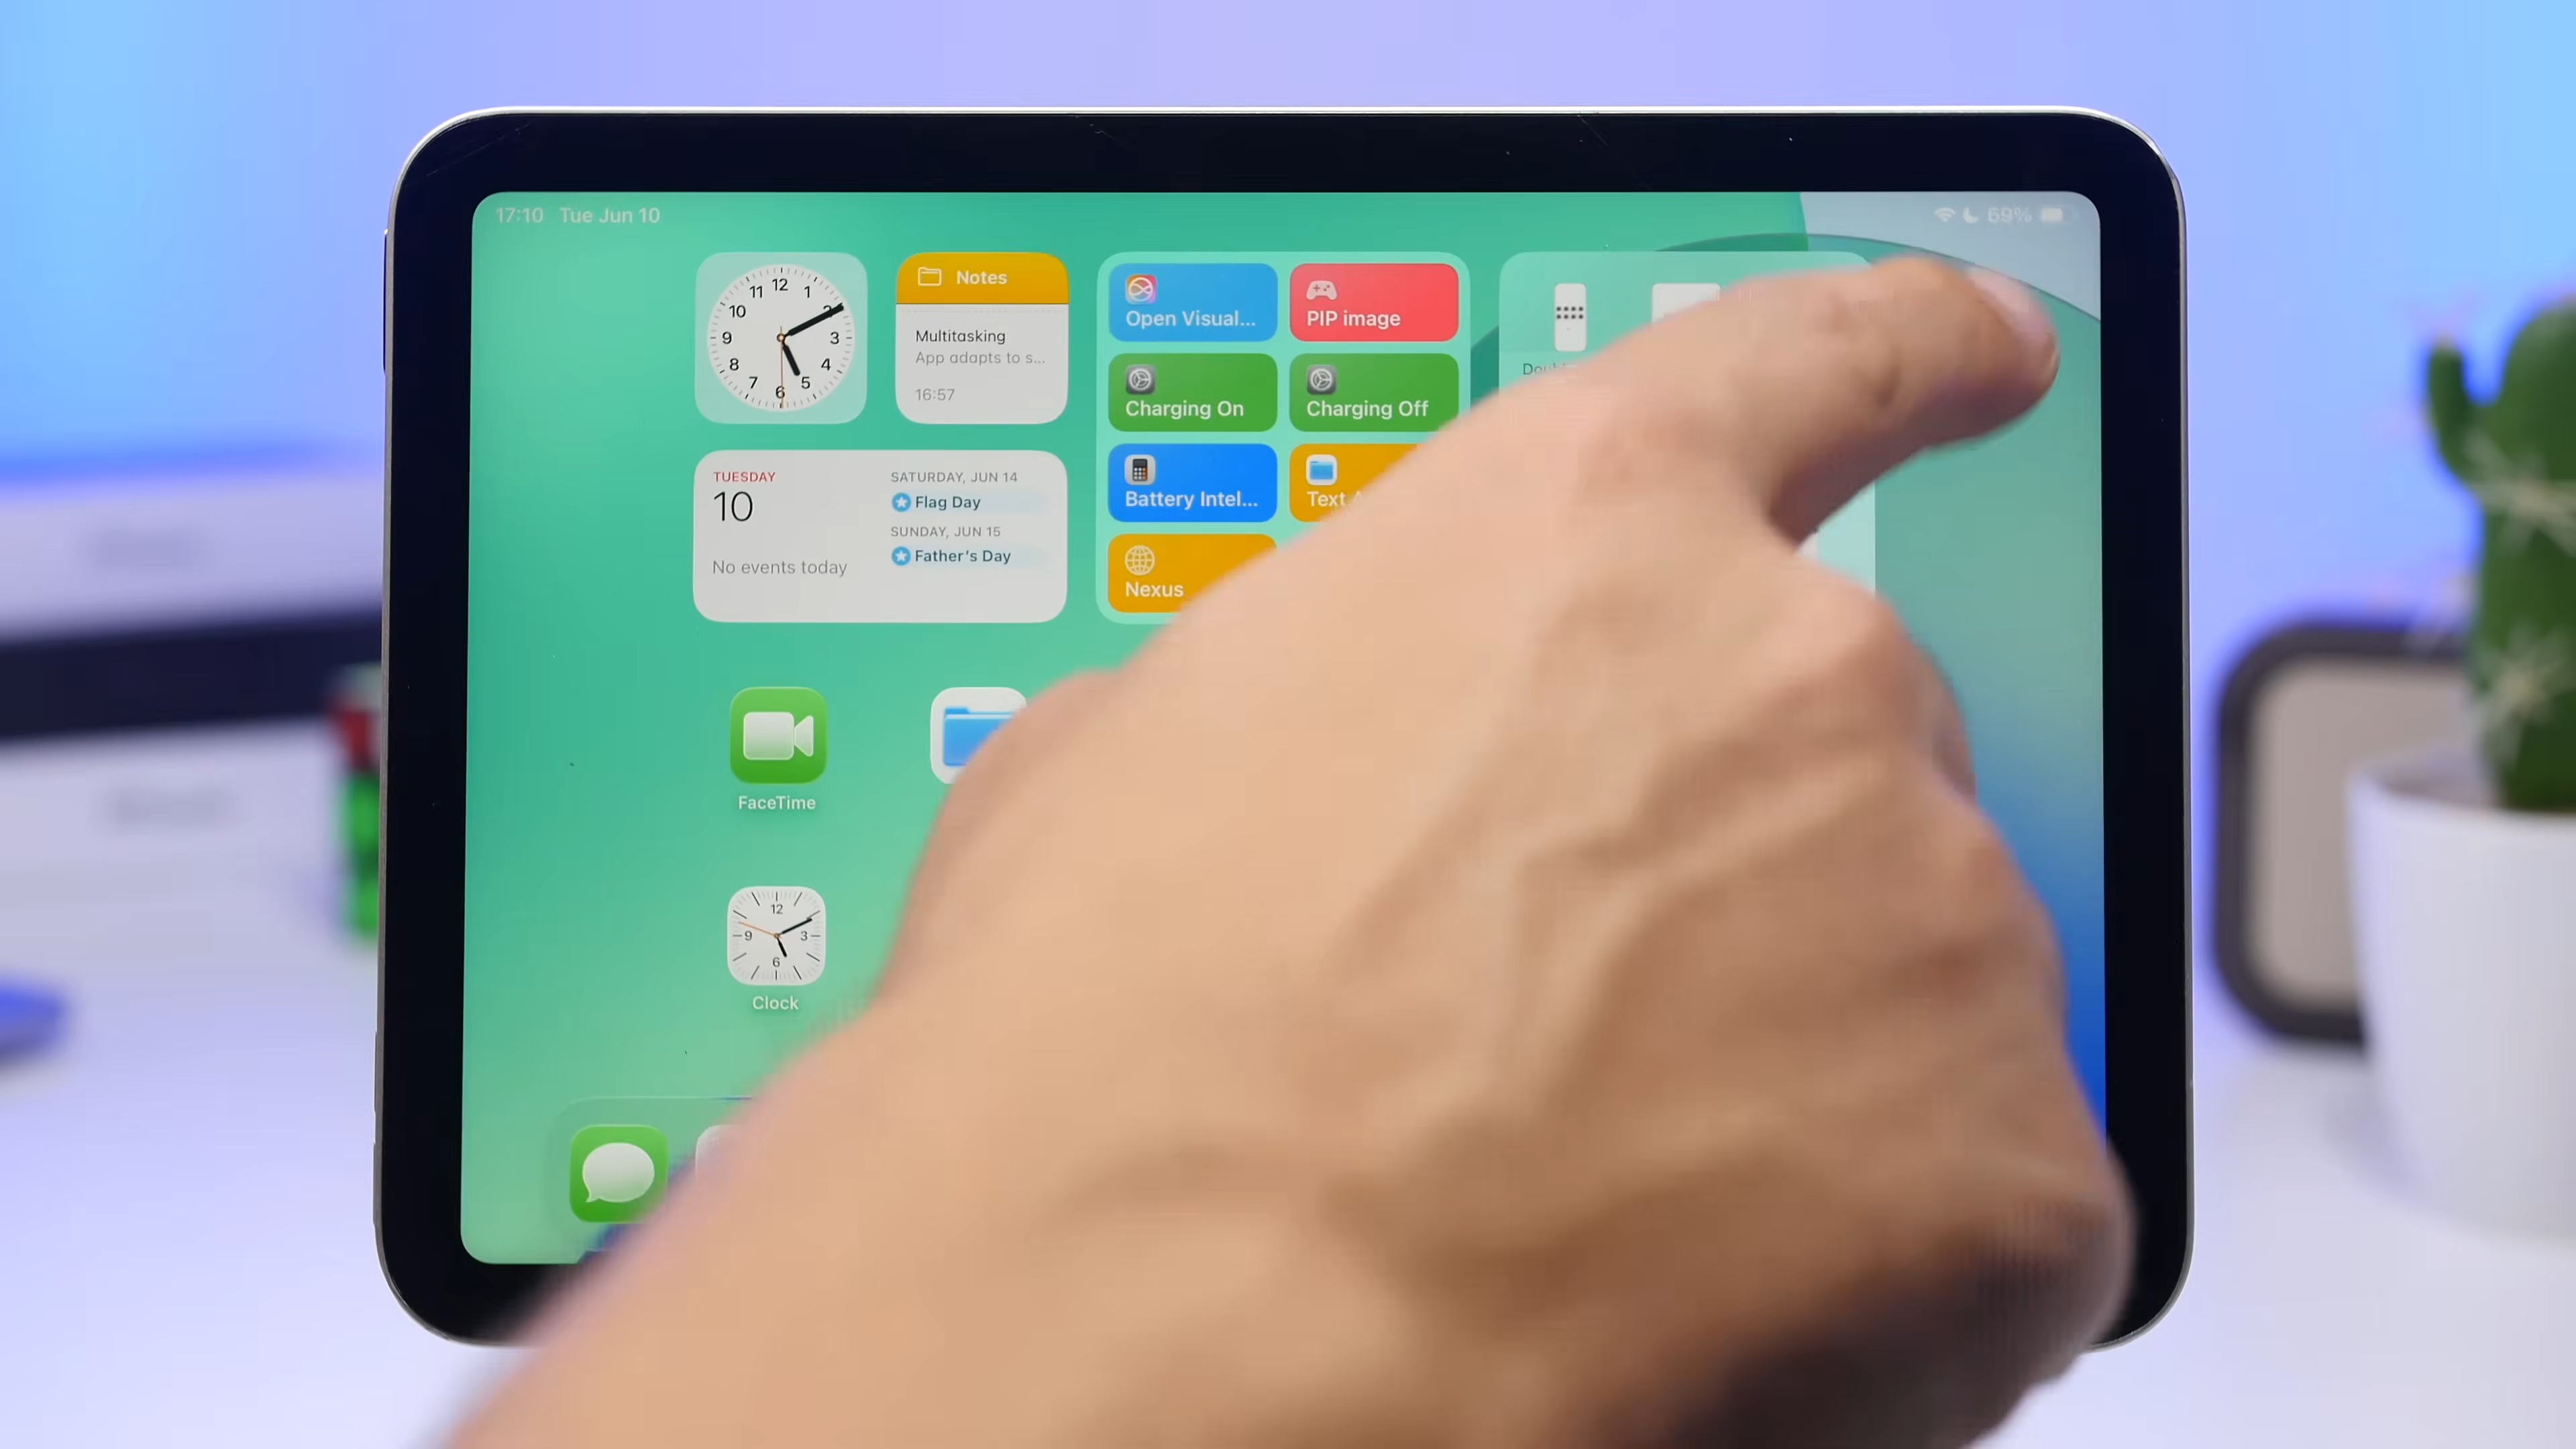 17:10 Tue Jun 10
69%
12
1
2
3
4
5
6
7
8
9
10
11
Notes
Multitasking
App adapts to s...
16:57
Open Visual...
PIP image
Charging On
Charging Off
Battery Intel...
Text
Nexus
TUESDAY
10
No events today
SATURDAY, JUN 14
Flag Day
SUNDAY, JUN 15
Father's Day
FaceTime
12
3
6
9
Clock